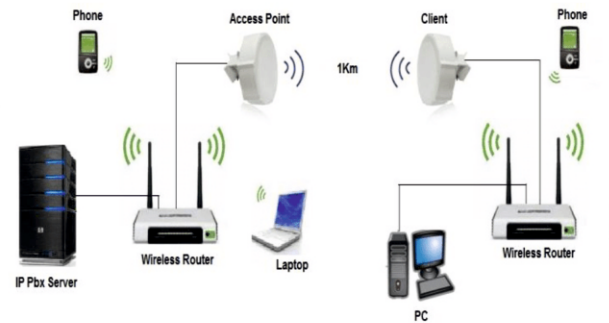 Phone
Access Point
Client
Phone
1Km
Wireless Router
Laptop
IP Pbx Server
Wireless Router
PC